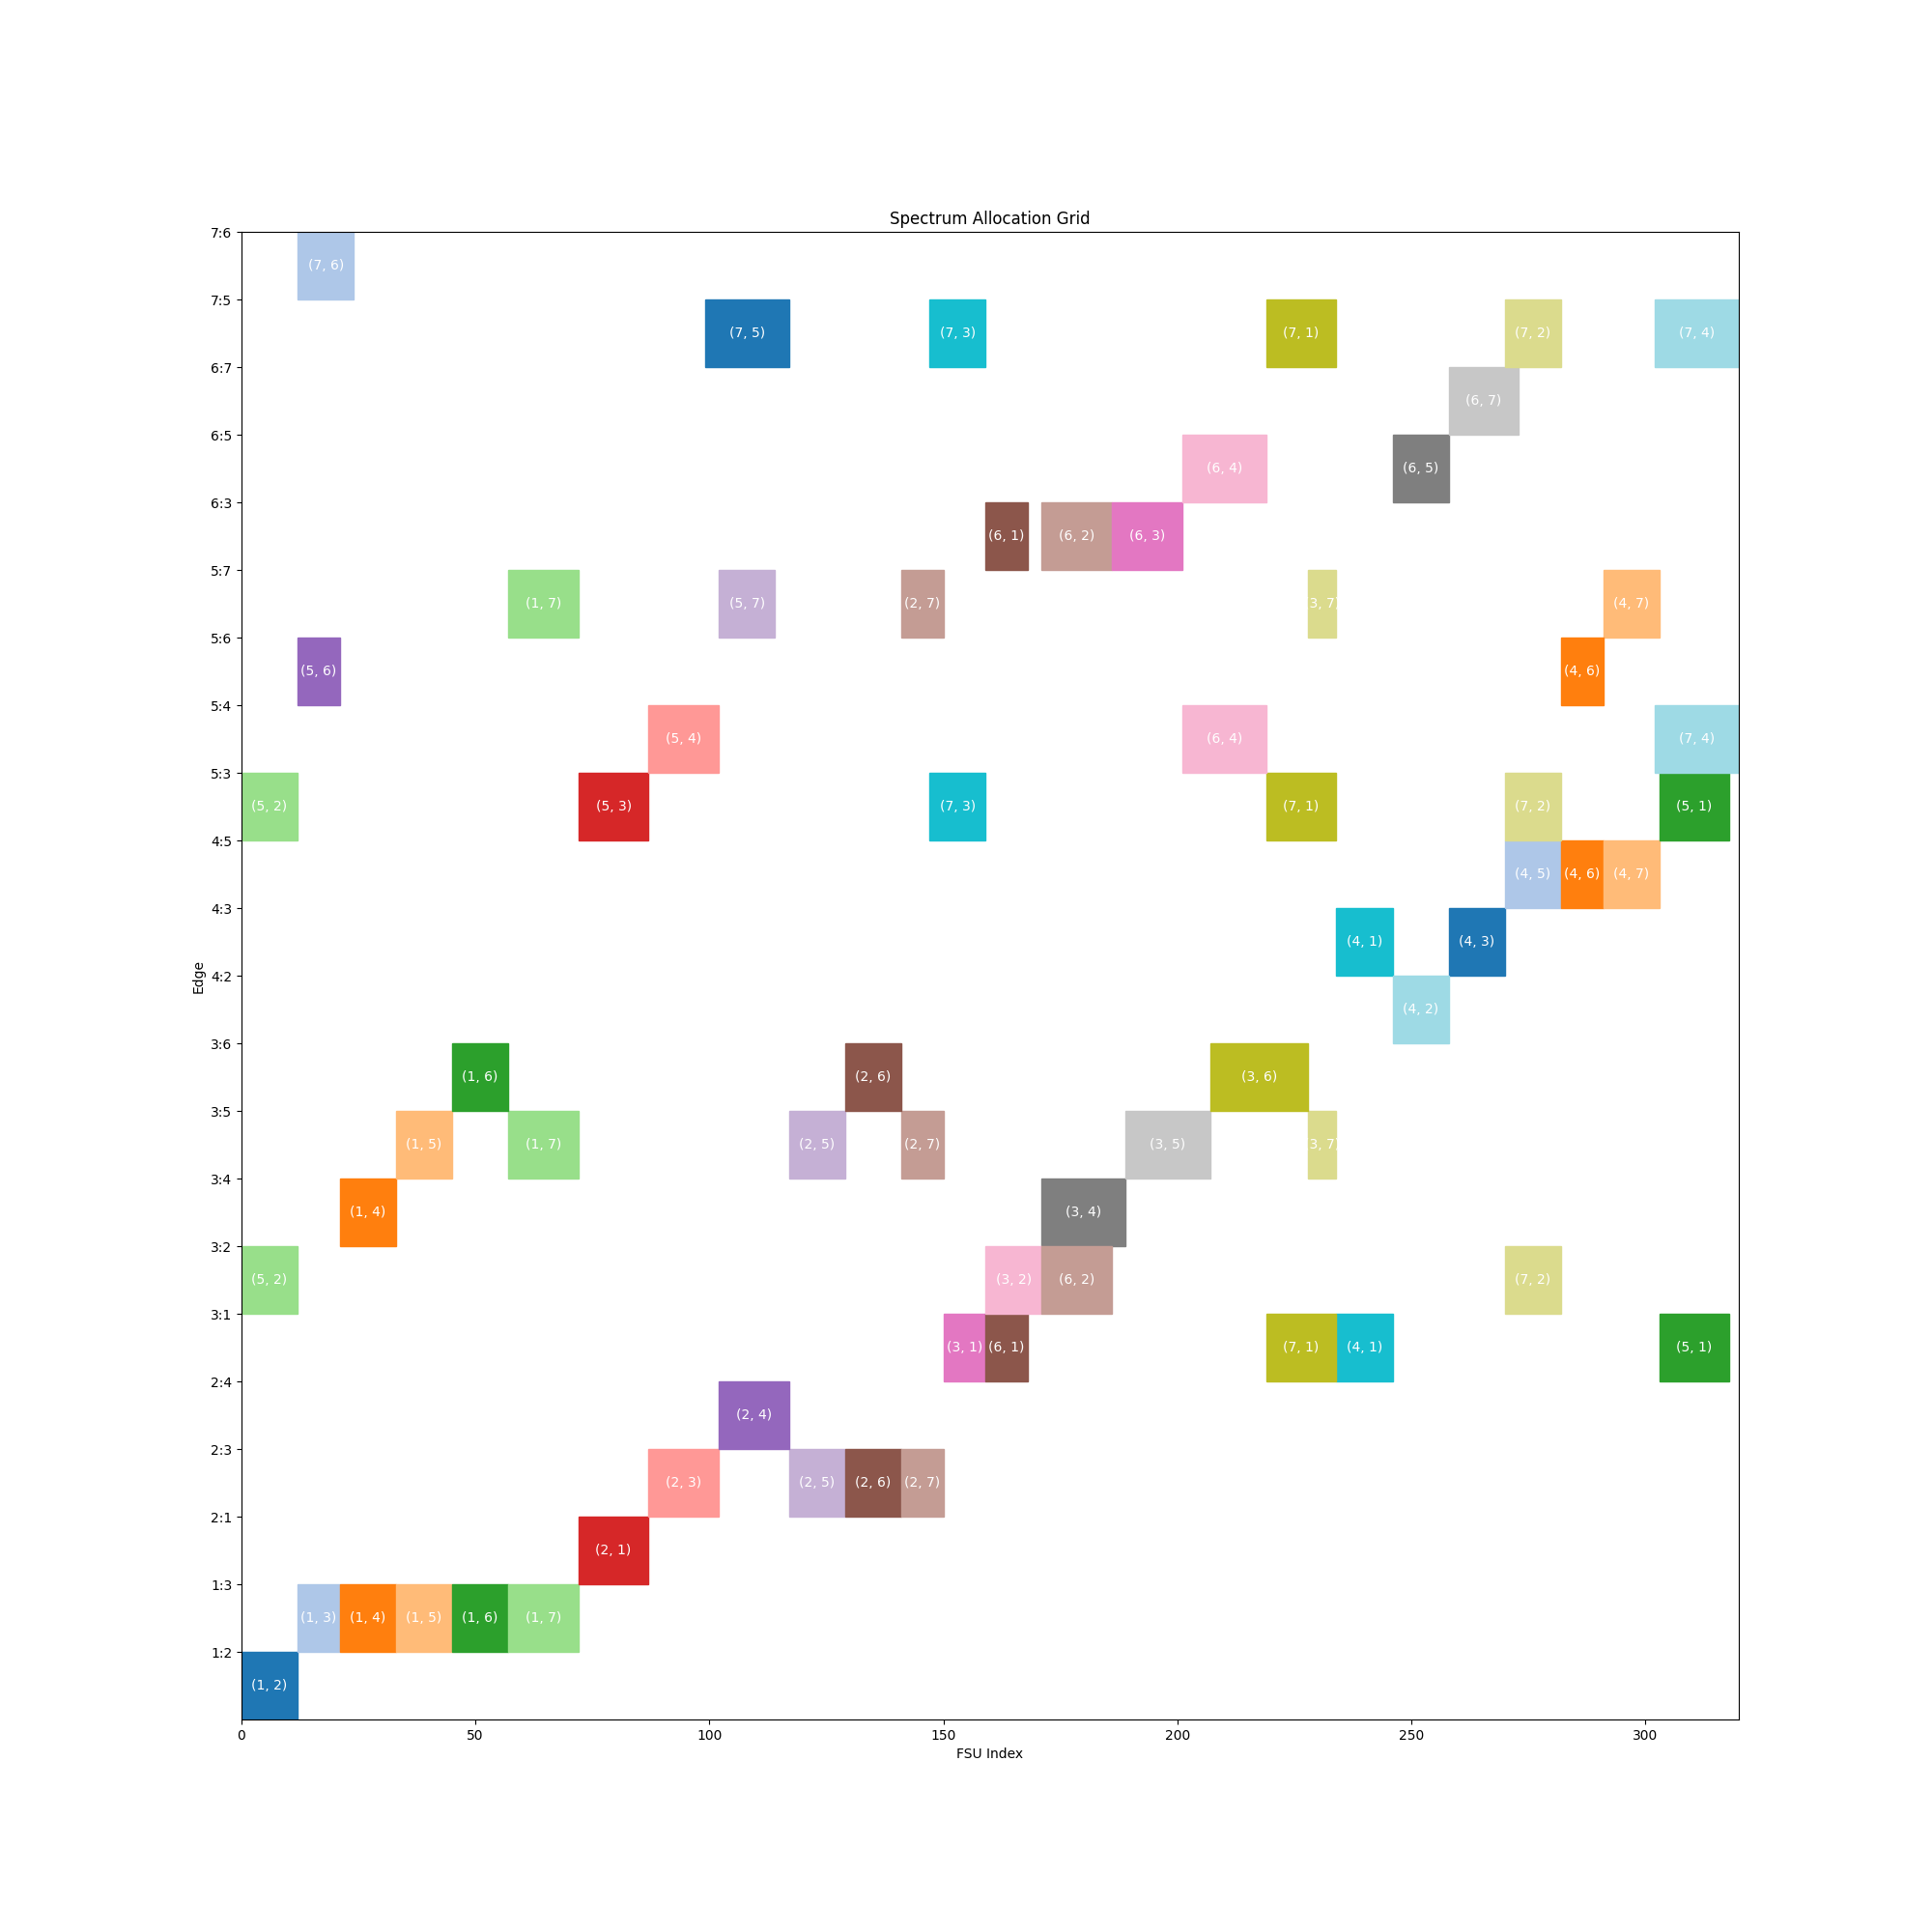 Spectrum Allocation Grid
7:6
(7, 6)
7:5
(7, 5) (7, 3) (7, 1) (7, 2) (7, 4)
6:7
(6, 7)
6:5
(6, 4) (6, 5)
6:3
(6, 1) (6, 2) (6, 3)
5:7
(1, 7) (5, 7) (2, 7) 3, 7 (4, 7)
5:6
(5, 6) (4, 6)
5:4
(5, 4) (6, 4) (7, 4)
5:3
(5, 2) (5, 3) (7, 3) (7, 1) (7, 2) (5, 1)
4:5
(4, 5) (4, 6) (4, 7)
4:3
(4, 1) (4, 3)
4:2
Edge
(4, 2)
3:6
(1, 6) (2, 6) (3, 6)
3:5
(1, 5) (1, 7) (2, 5) (2, 7) (3, 5) 3, 7
3:4
(1, 4) (3, 4)
3:2
(5, 2) (3, 2) (6, 2) (7, 2)
3:1
(3, 1) (6, 1) (7, 1) (4, 1) (5, 1)
2:4
(2, 4)
2:3
(2, 3) (2, 5) (2, 6) (2, 7)
2:1
(2, 1)
1:3
(1, 3) (1, 4) (1, 5) (1, 6) (1, 7)
1:2
(1, 2)
0 50 100 150 200 250 300
FSU Index